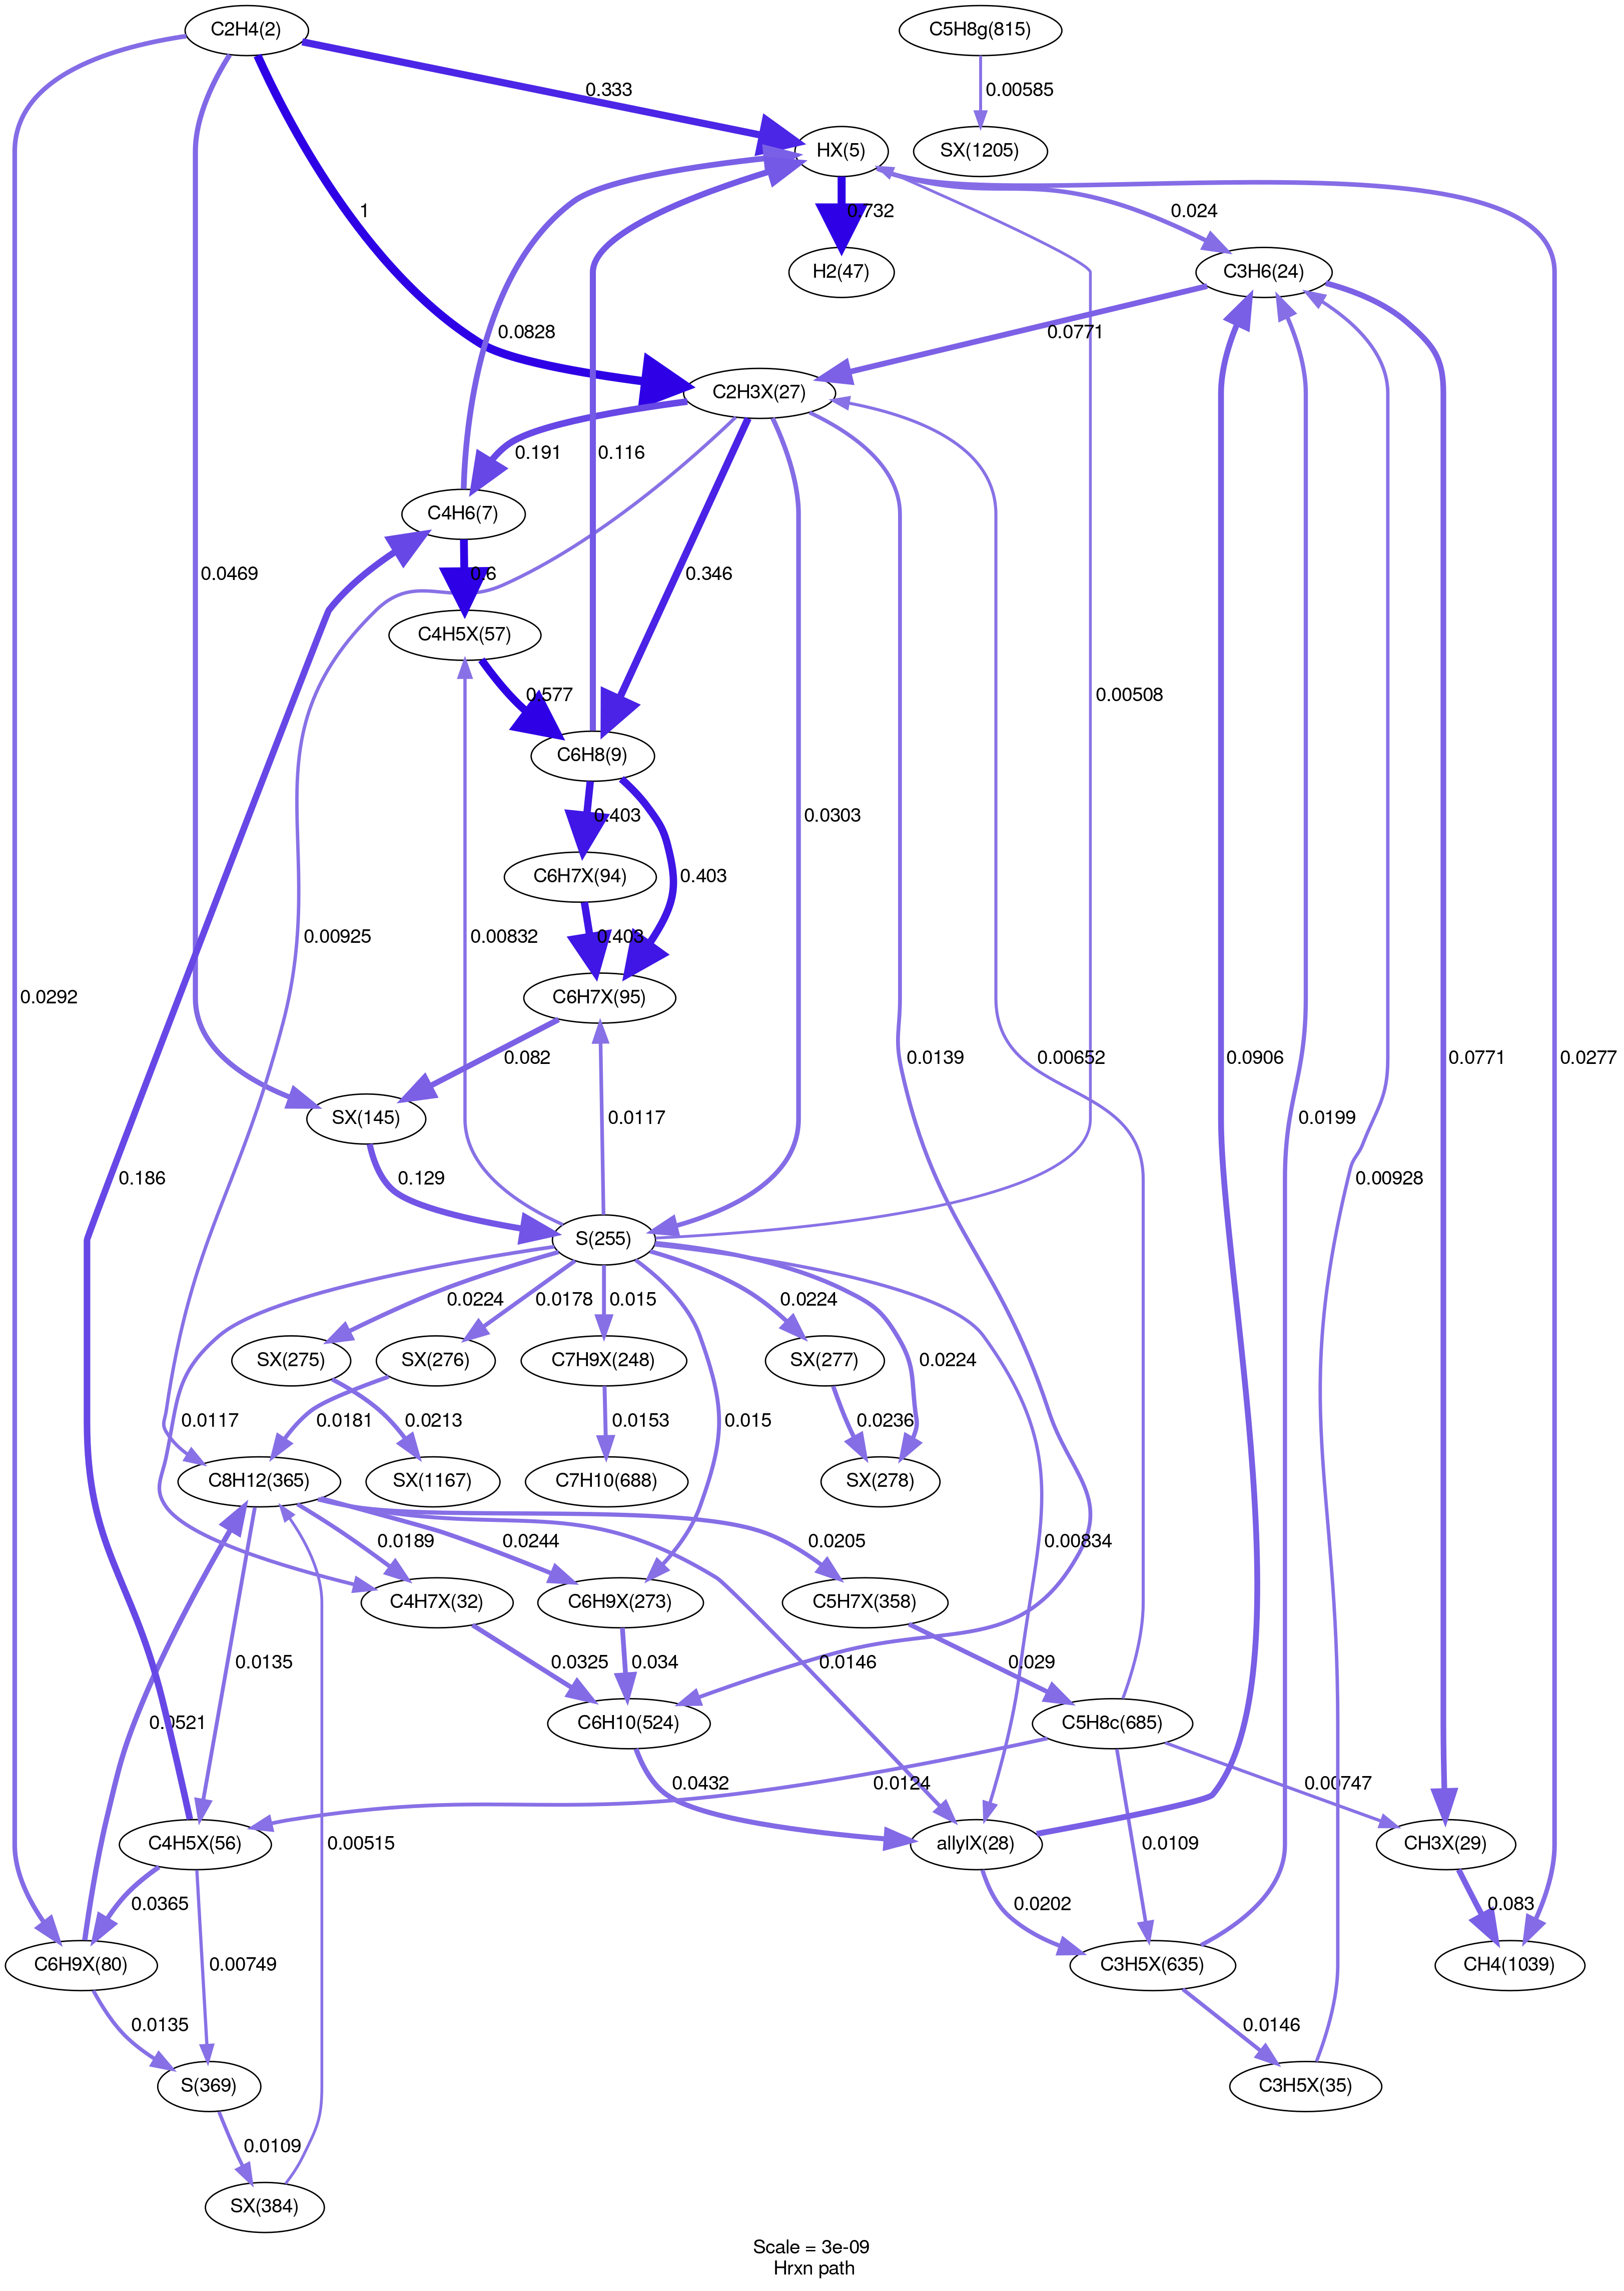 C2H4(2)
C5H8g(815)
0.333
0.00585
HX(5)
SX(1205)
1
0.732
0.024
H2(47)
C3H6(24)
0.0828
0.0771
C2H3X(27)
0.191
0.116
C4H6(7)
0.0469
0.6
0.346
C4H5X(57)
0.577
0.00508
C6H8(9)
0.403
0.0303
C6H7X(94)
0.403
0.00925
0.00832
0.403
C6H7X(95)
0.0292
0.082
0.0139
0.00652
0.0906
0.0771
0.0277
SX(145)
0.0117
0.0199
0.186
0.129
0.00928
S(255)
0.0224
0.0178
0.015
0.0224
SX(275)
SX(276)
C7H9X(248)
SX(277)
0.0224
0.0117
0.0181
0.0213
0.0153
0.015
0.0236
C8H12(365)
SX(1167)
C7H10(688)
SX(278)
0.0189
0.0244
0.0205
0.00834
C4H7X(32)
C6H9X(273)
C5H7X(358)
0.0135
0.0325
0.034
0.0146
0.029
0.0521
C6H10(524)
C5H8c(685)
0.0432
0.0124
0.00747
C4H5X(56)
0.00515
allylX(28)
0.0109
CH3X(29)
0.0365
0.0202
0.083
C6H9X(80)
0.00749
C3H5X(635)
CH4(1039)
0.0135
0.0146
S(369)
C3H5X(35)
0.0109
SX(384)
Scale = 3e-09
Hrxn path